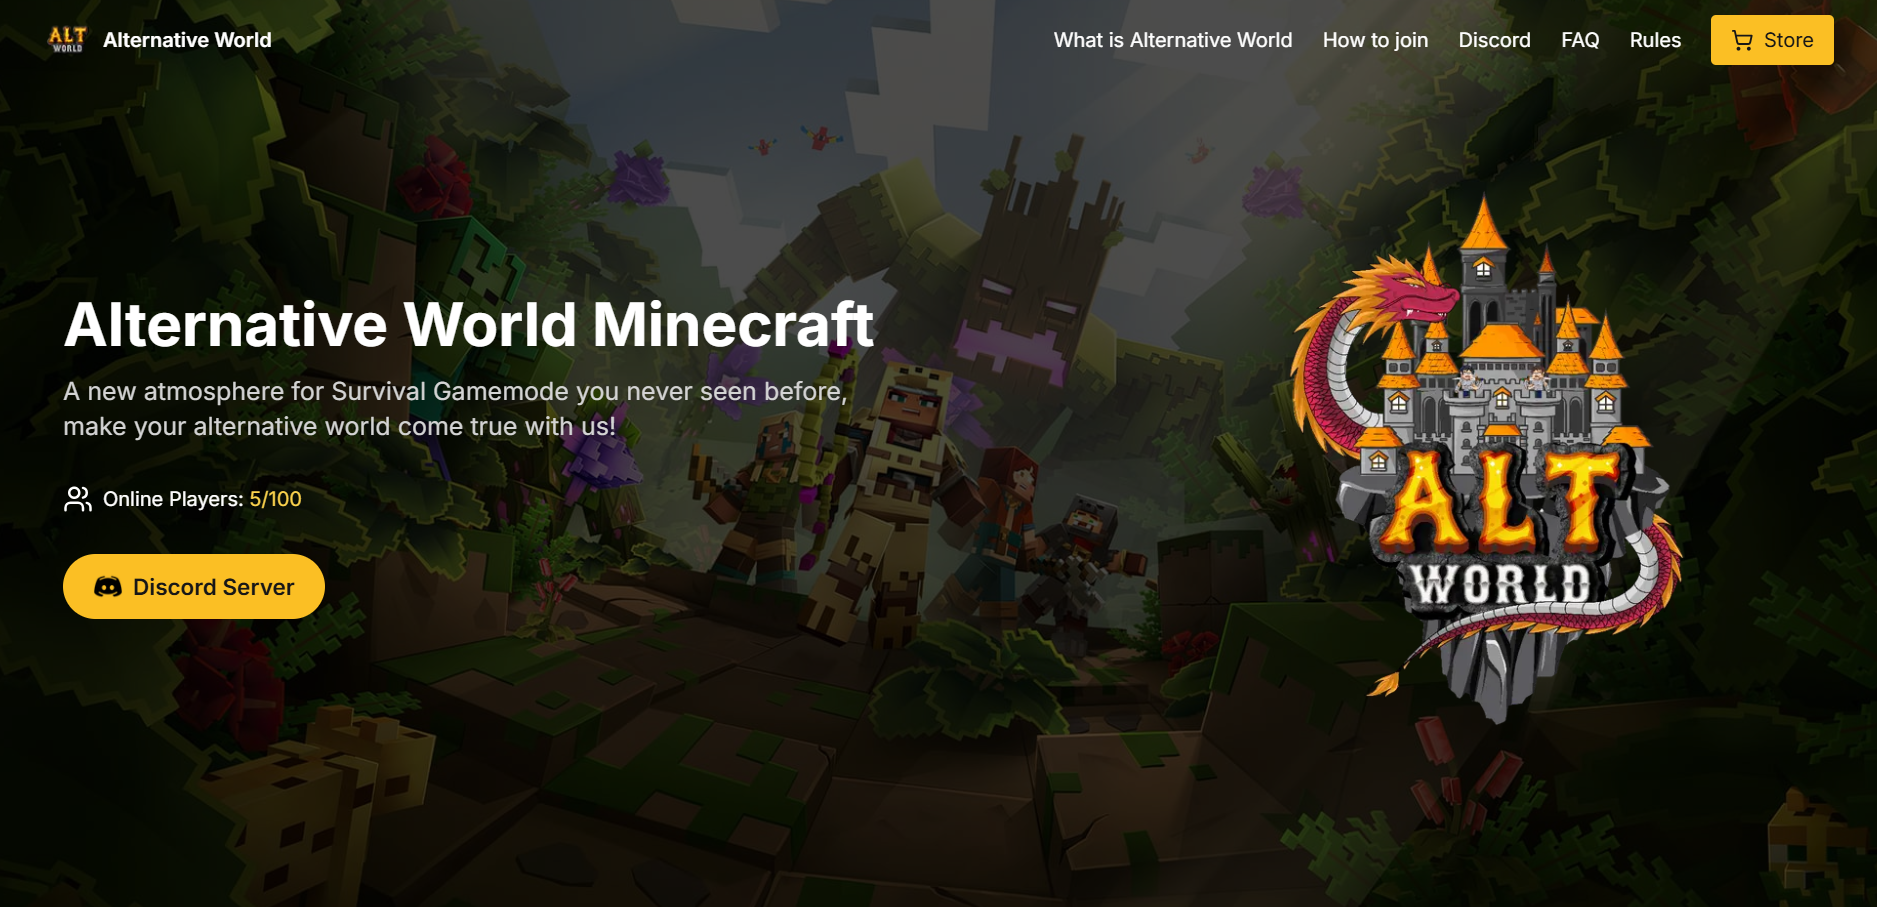 ALT
WORLD
Alternative World
What is Alternative World
How to join
Discord
FAQ
Rules
Store
Alternative World Minecraft
A new atmosphere for Survival Gamemode you never seen before,
make your alternative world come true with us!
Online Players: 5/100
Discord Server
ALT
WORLD